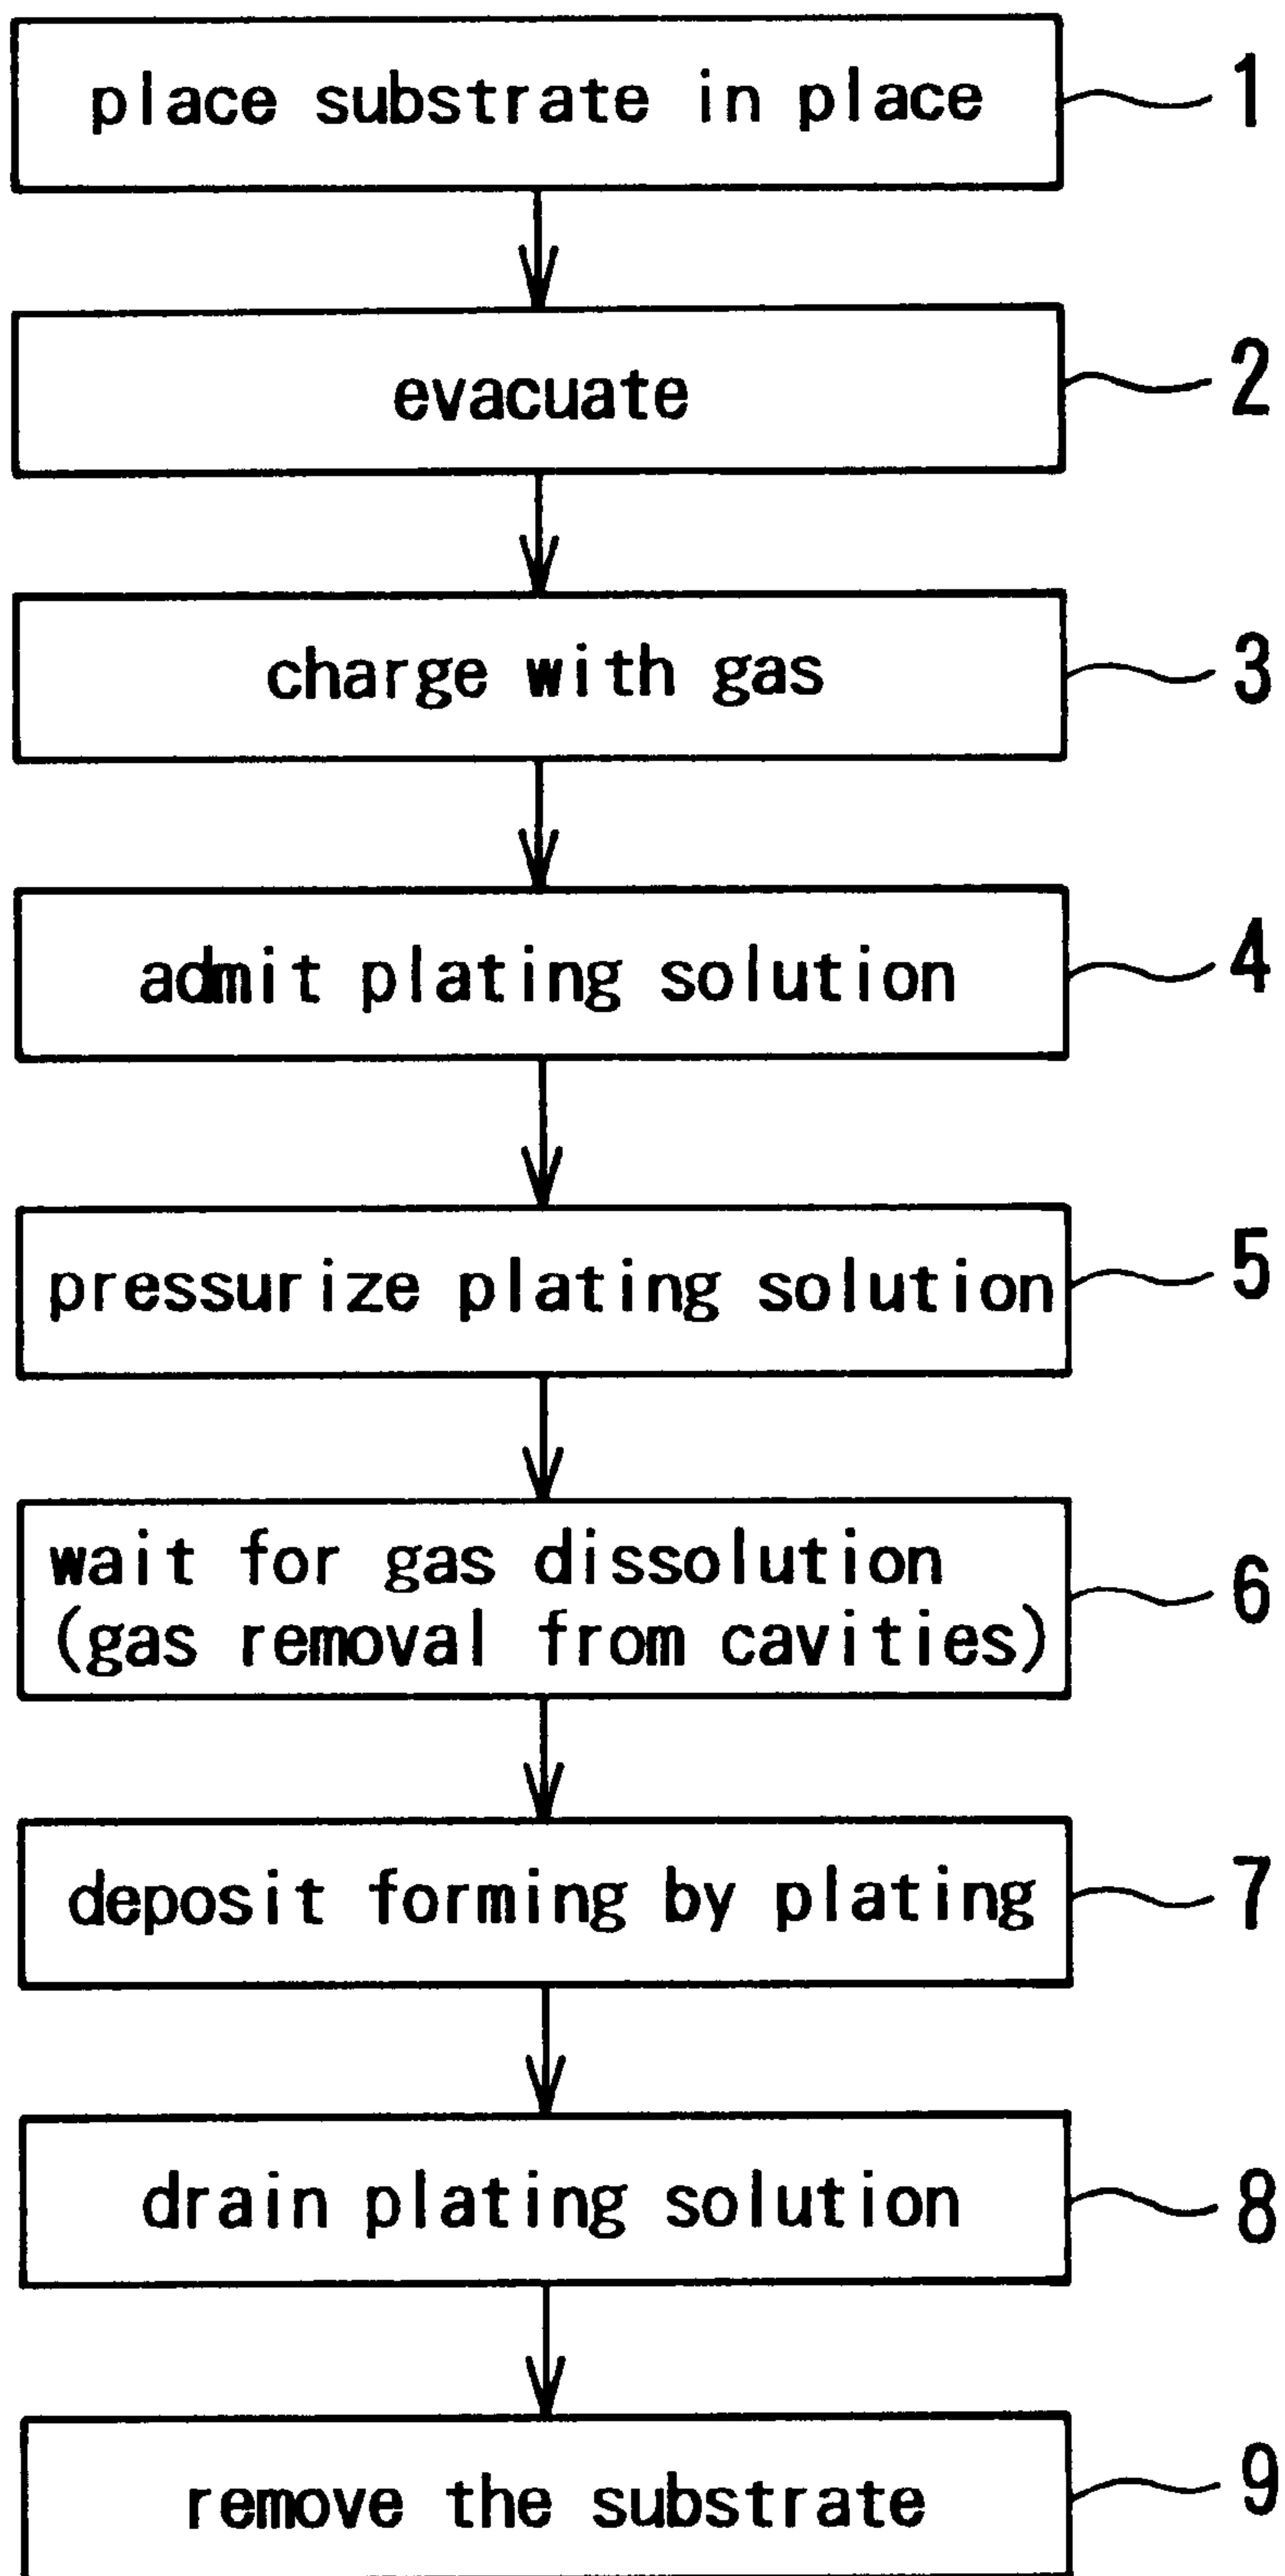 place substrate in place
1
evacuate
2
charge with gas
3
admit plating solution
4
pressurize plating solution
5
wait for gas dissolution
(gas removal from cavities)
6
deposit forming by plating
7
drain plating solution
8
remove the substrate
9